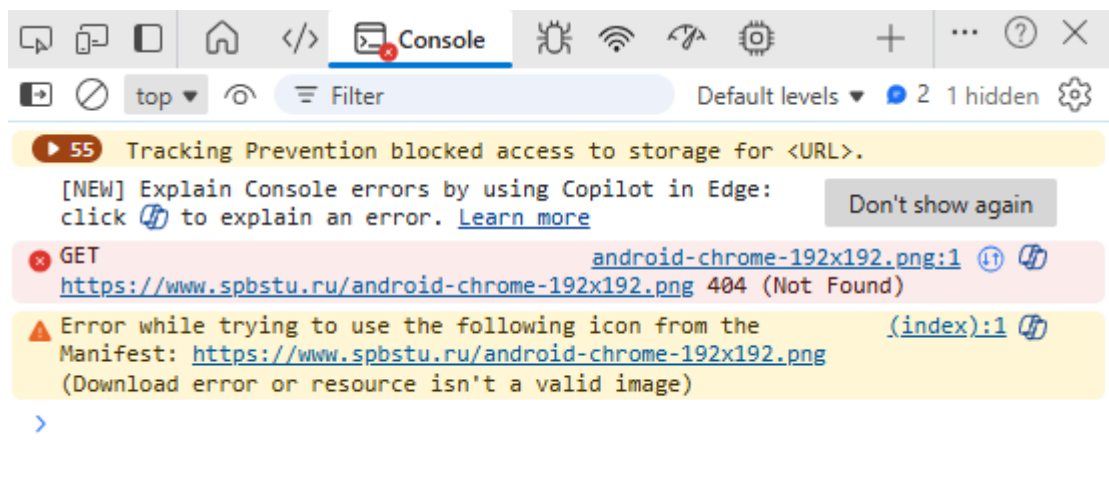 Console
top Filter Default levels 2 1 hidden
55 Tracking Prevention blocked access to storage for <URL>.
[NEW] Explain Console errors by using Copilot in Edge:
click to explain an error. Learn more
Don't show again
GET android-chrome-192x192.png:1
https://www.spbstu.ru/android-chrome-192x192.png 404 (Not Found)
Error while trying to use the following icon from the (index):1
Manifest: https://www.spbstu.ru/android-chrome-192x192.png
(Download error or resource isn't a valid image)